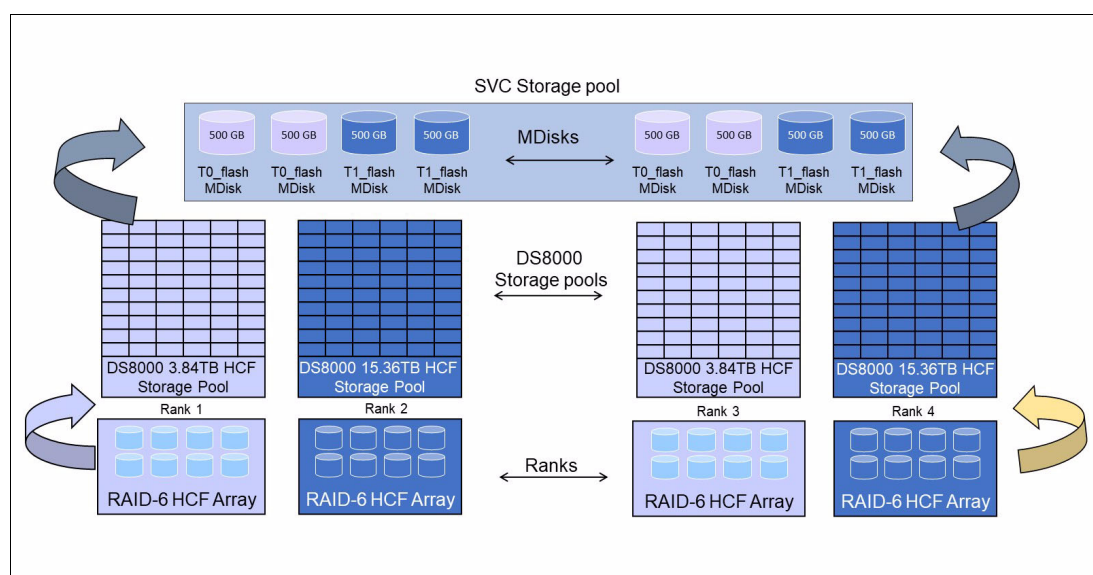 SVC Storage pool
500 GB 500 GB 500 GB 500 GB MDisks 500 GB 500 GB 500 GB 500 GB
T0_flash T0_flash T1_flash T1_flash T0_flash T0_flash T1_flash T1_flash
MDisk MDisk MDisk MDisk MDisk MDisk MDisk MDisk
DS8000
Storage pools
DS8000 3.84TB HCF DS8000 15.36TB HCF DS8000 3.84TB HCF DS8000 15.36TB HCF
Storage Pool Storage Pool Storage Pool Storage Pool
Rank 1 Rank 2 Rank 3 Rank 4
Ranks
RAID-6 HCF Array RAID-6 HCF Array RAID-6 HCF Array RAID-6 HCF Array